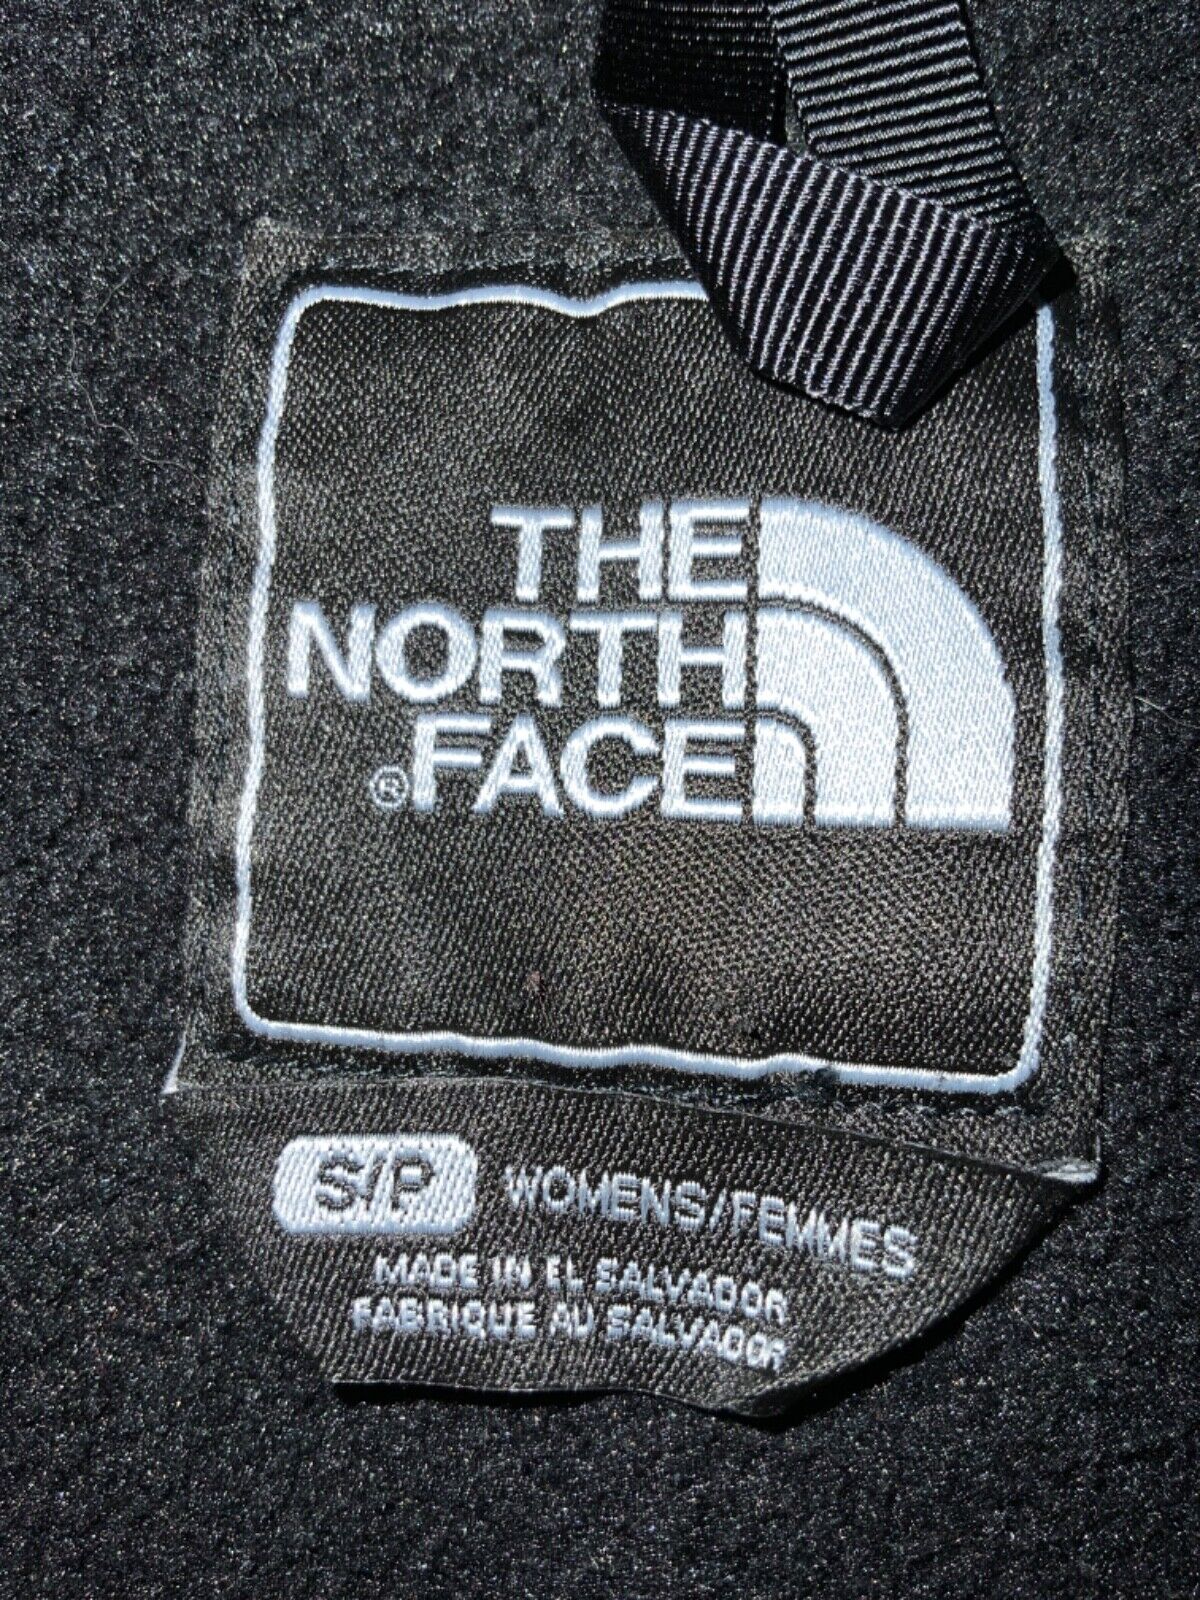 THE
NORTH
®FACE
S/P WOMENS/FEMMES
MADE IN EL SALVADOR
FABRIQUE AU SALVADOR